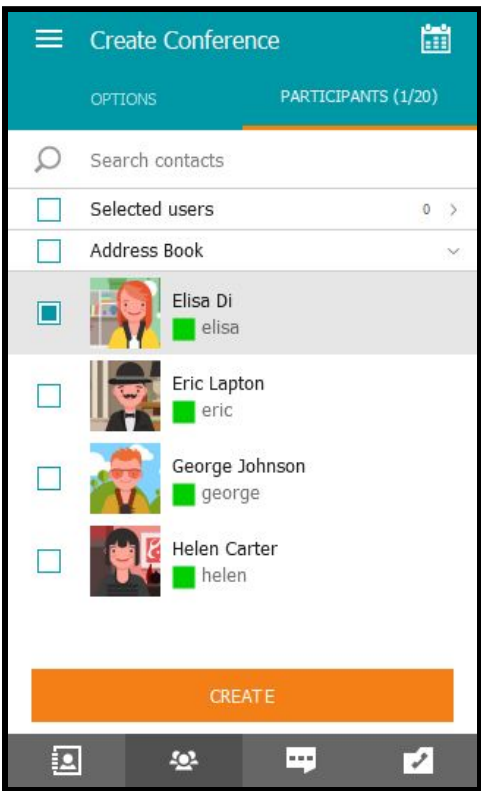 Create Conference
OPTIONS
PARTICIPANTS (1/20)
Search contacts
Selected users 0
Address Book
Elisa Di
elisa
Eric Lapton
eric
George Johnson
george
Helen Carter
helen
CREATE